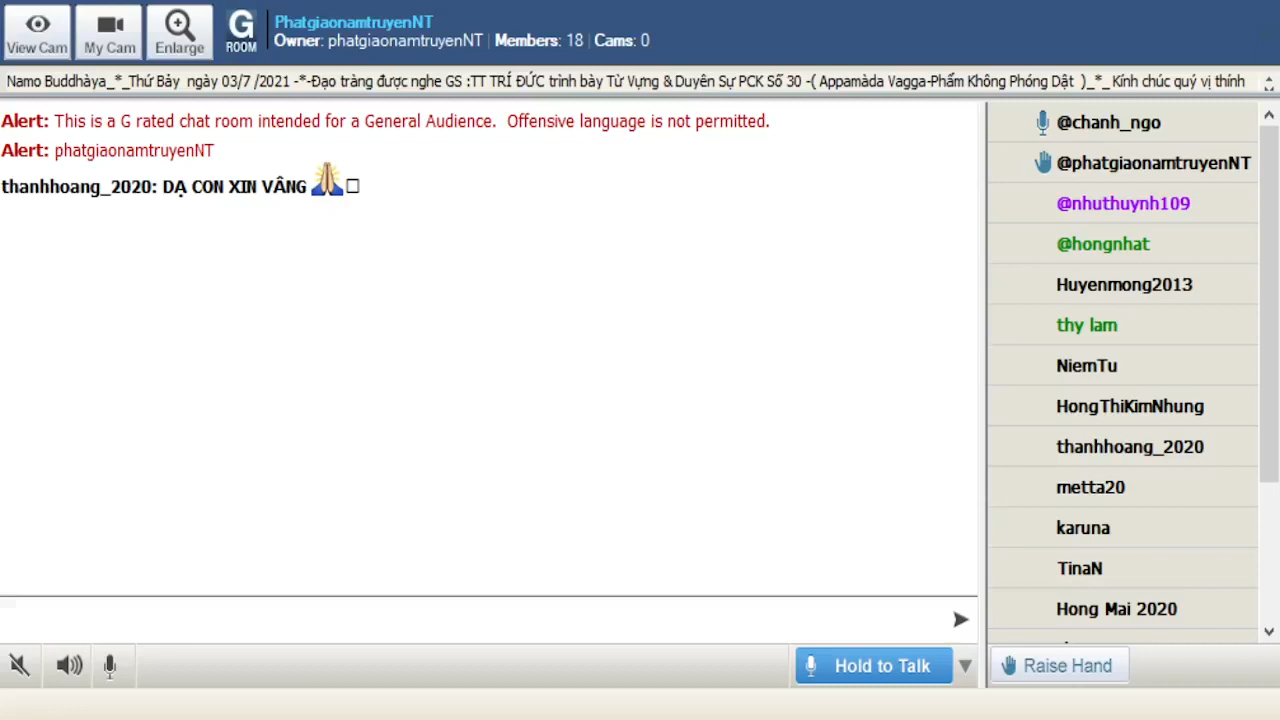 View Cam
My Cam
Enlarge
G
ROOM
PhatgiaonamtruyenNT
Owner: phatgiaonamtruyenNT | Members: 18 | Cams: 0
Namo Buddhàya_*_Thứ Bảy ngày 03/7 /2021 -*-Đạo tràng được nghe GS :TT TRÍ ĐỨC trình bày Từ Vựng & Duyên Sự PCK Số 30 -( Appamàda Vagga-Phẩm Không Phóng Dật )_*_ Kính chúc quý vị thính
Alert: This is a G rated chat room intended for a General Audience. Offensive language is not permitted.
Alert: phatgiaonamtruyenNT
thanhhoang_2020: DẠ CON XIN VÂNG 🙏
@chanh_ngo
@phatgiaonamtruyenNT
@nhuthuynh109
@hongnhat
Huyenmong2013
thy lam
NiemTu
HongThiKimNhung
thanhhoang_2020
metta20
karuna
TinaN
Hong Mai 2020
Hold to Talk
Raise Hand